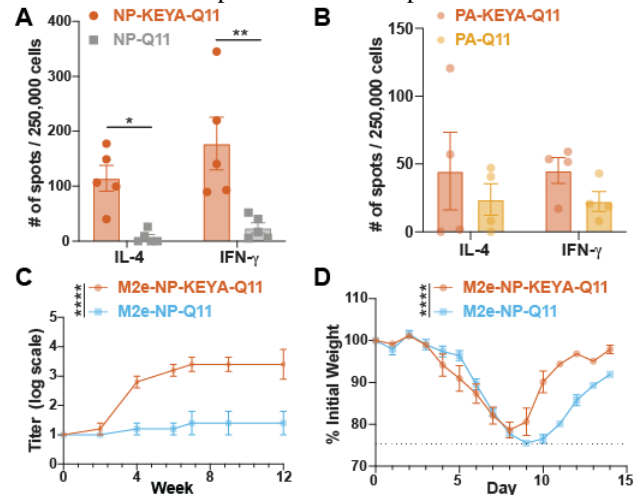 A
NP-KEYA-Q11
NP-Q11
# of spots / 250,000 cells
400
300
200
100
0
*
**
IL-4
IFN-γ
B
PA-KEYA-Q11
PA-Q11
# of spots / 250,000 cells
150
100
50
0
IL-4
IFN-γ
C
****
M2e-NP-KEYA-Q11
M2e-NP-Q11
Titer (log scale)
5
4
3
2
1
0
0
4
8
12
Week
D
****
M2e-NP-KEYA-Q11
M2e-NP-Q11
% Initial Weight
110
100
90
80
70
0
5
10
15
Day